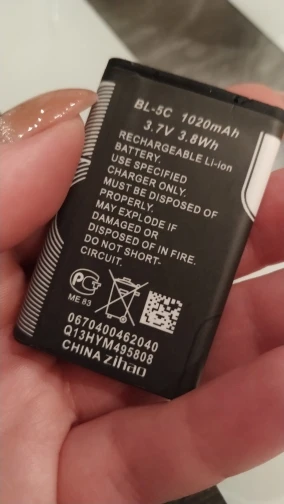 BL-5C 1020mAh
3.7V 3.8Wh
RECHARGEABLE Li-ion
BATTERY.
USE SPECIFIED
CHARGER ONLY.
MUST BE DISPOSED OF
PROPERLY.
MAY EXPLODE IF
DAMAGED OR
DISPOSED OF IN FIRE.
DO NOT SHORT-
CIRCUIT.
ME 83
0670400462040
Q13HYM495808
CHINA zihao